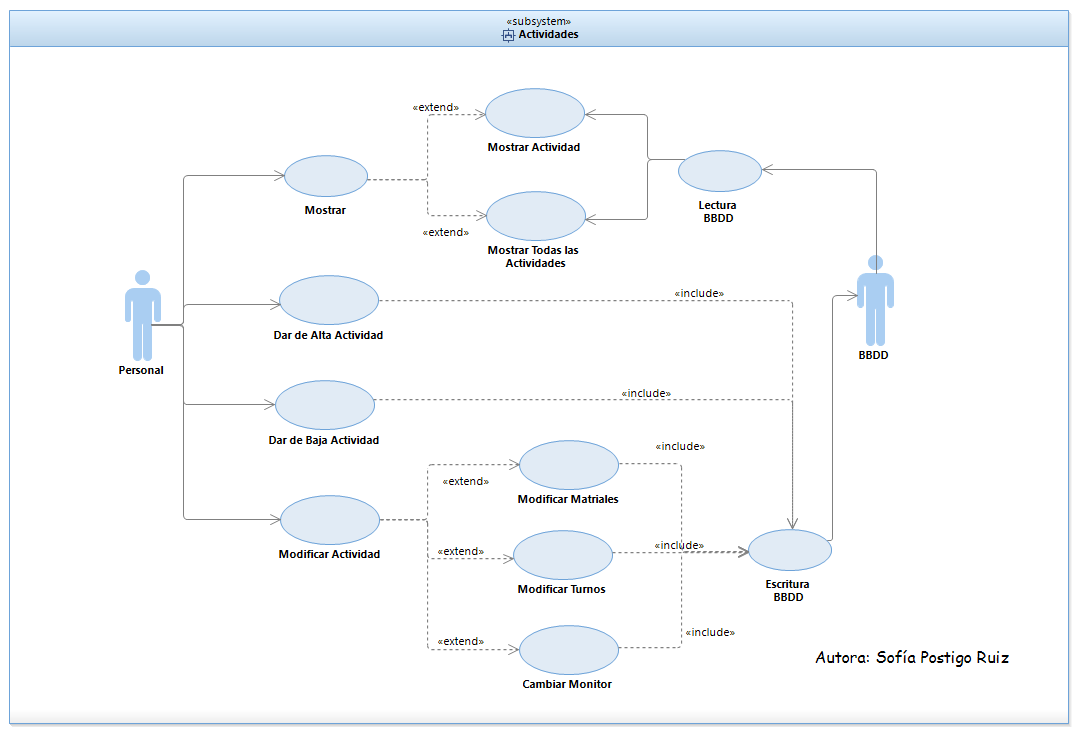 «subsystem»
Actividades
«extend»
Mostrar Actividad
Mostrar
«extend»
Mostrar Todas las
Actividades
Lectura
BBDD
Personal
Dar de Alta Actividad
«include»
BBDD
Dar de Baja Actividad
«include»
Modificar Actividad
«extend»
Modificar Matriales
«include»
«extend»
Modificar Turnos
«include»
«extend»
Cambiar Monitor
«include»
Escritura
BBDD
Autora: Sofía Postigo Ruiz